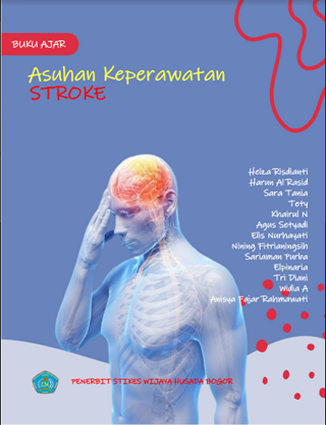 BUKU AJAR
Asuhan Keperawatan
STROKE
Helza Risdianti
Harun Al Rasid
Sara Tania
Tety
Khairul N
Agus Setyadi
Elis Nurhayati
Nining Fitrianingsih
Sariaman Purba
Elpinaria
Tri Diani
Widia A
Anisya Fajar Rahmawati
PENERBIT STIKES WIJAYA HUSADA BOGOR